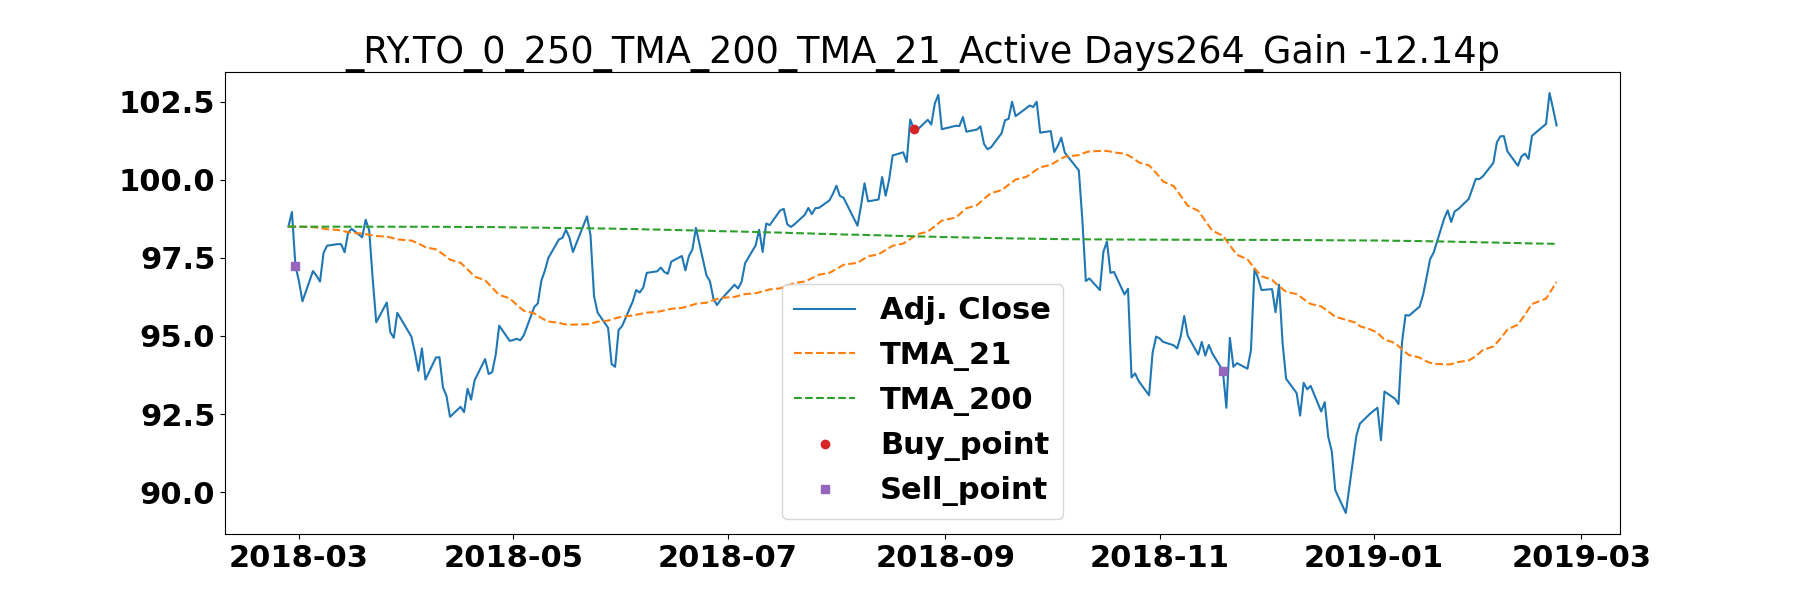 _RY.TO_0_250_TMA_200_TMA_21_Active Days264_Gain -12.14p
102.5
100.0
97.5
95.0
92.5
90.0
Adj. Close
TMA_21
TMA_200
Buy_point
Sell_point
2018-03 2018-05 2018-07 2018-09 2018-11 2019-01 2019-03